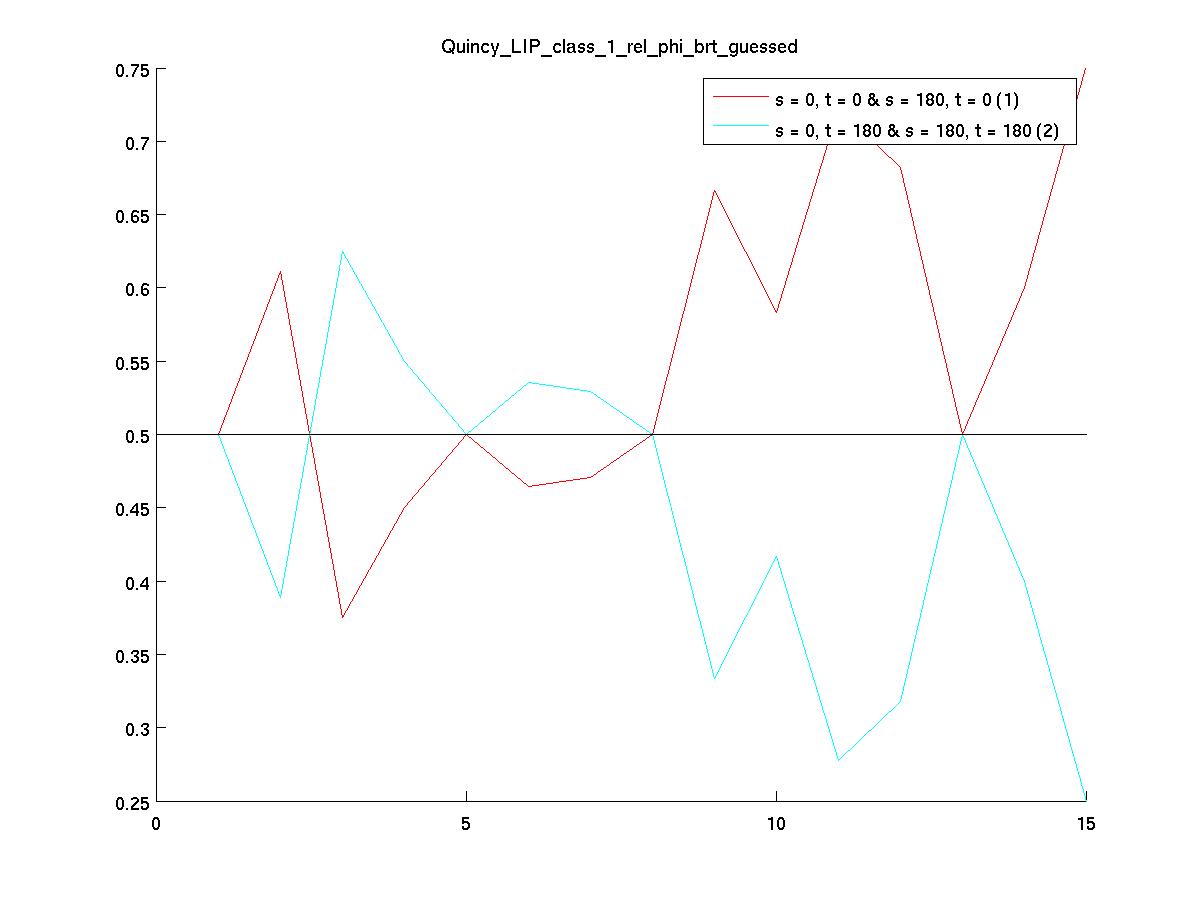 Quincy_LIP_class_1_rel_phi_brt_guessed
0.75
s = 0, t = 0 & s = 180, t = 0 (1)
s = 0, t = 180 & s = 180, t = 180 (2)
0.7
0.65
0.6
0.55
0.5
0.45
0.4
0.35
0.3
0.25
0 5 10 15